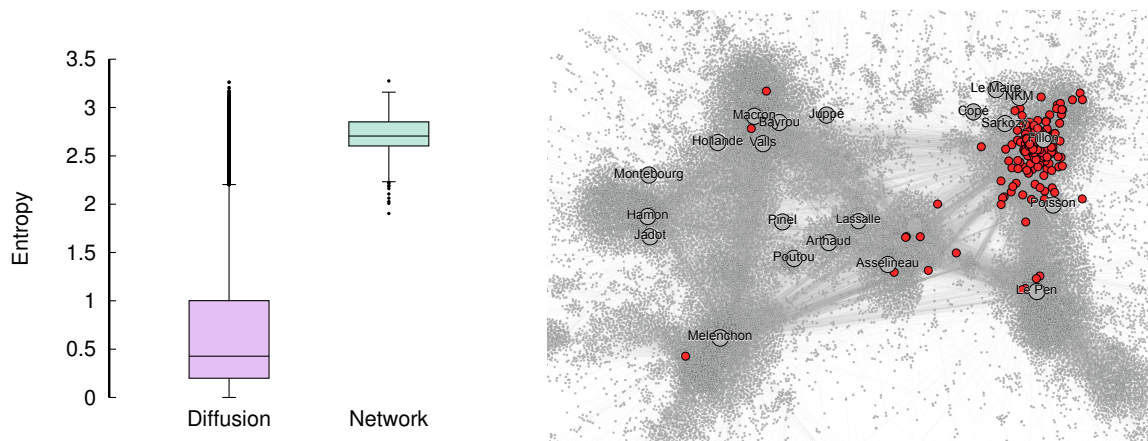 3.5
3
2.5
2
1.5
1
0.5
0
Entropy
Diffusion
Network
Le Maire
NKM
Copé
Sarkozy
Fillon
Macron
Bayrou
Juppé
Hollande
Valls
Montebourg
Poisson
Hamon
Jadot
Pinel
Lassalle
Arthaud
Poutou
Asselineau
Le Pen
Melenchon